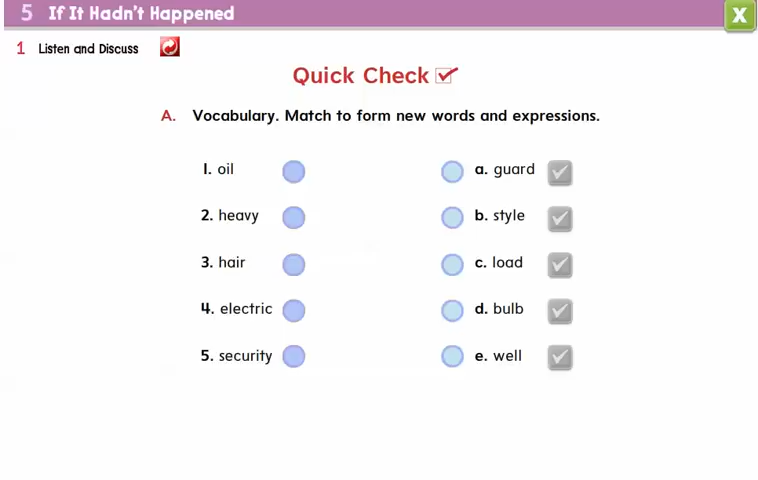 5 If It Hadn't Happened X
1 Listen and Discuss
Quick Check
A. Vocabulary. Match to form new words and expressions.
1. oil a. guard
2. heavy b. style
3. hair c. load
4. electric d. bulb
5. security e. well